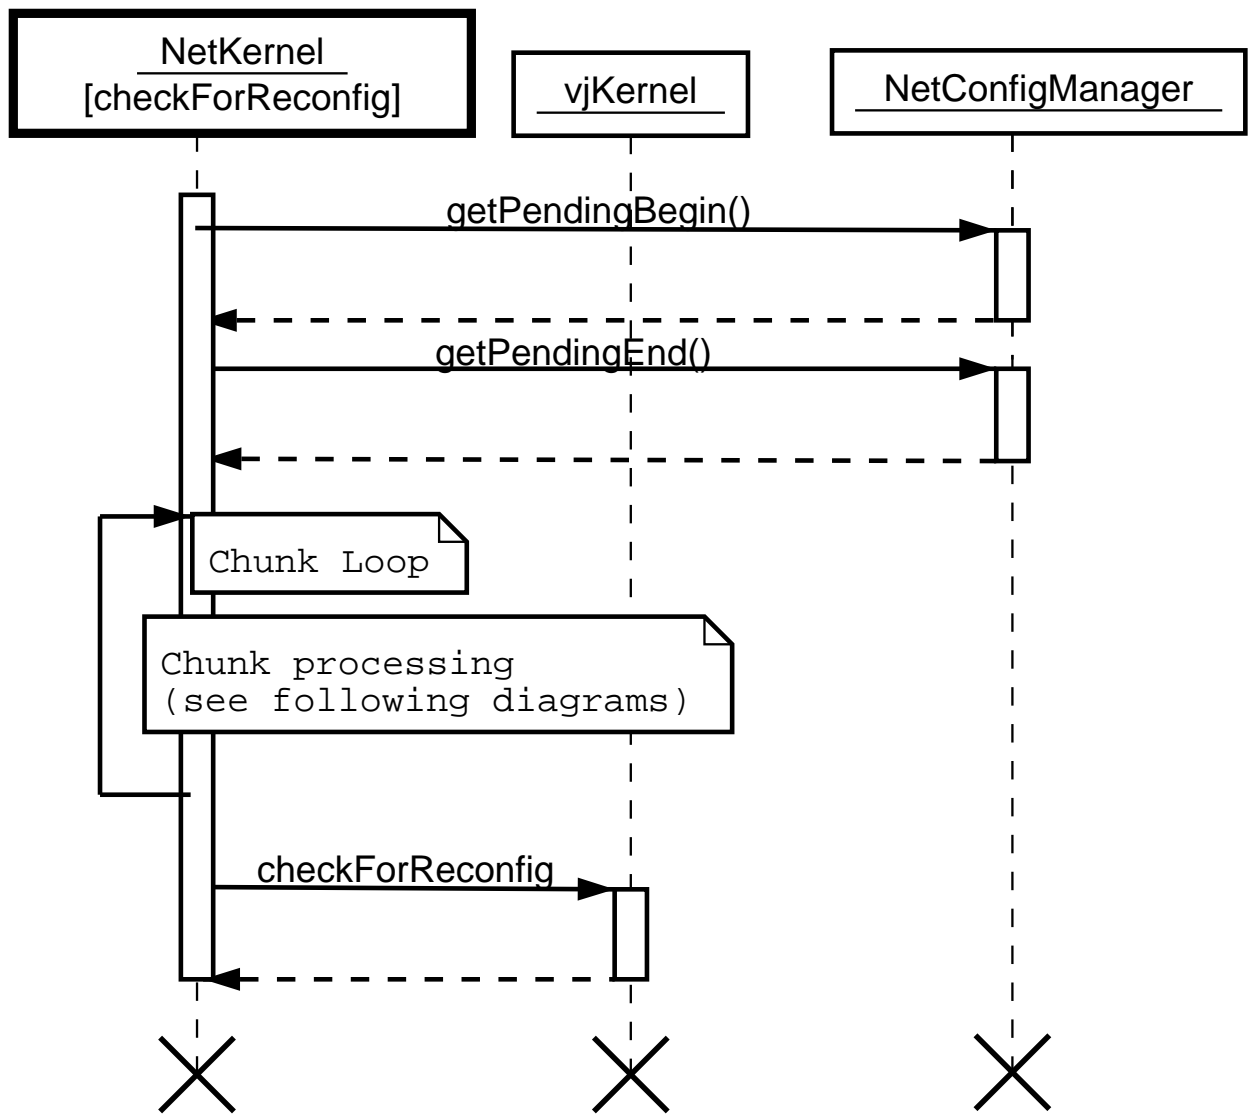 NetKernel
[checkForReconfig]
vjKernel
NetConfigManager
getPendingBegin()
getPendingEnd()
Chunk Loop
Chunk processing
(see following diagrams)
checkForReconfig